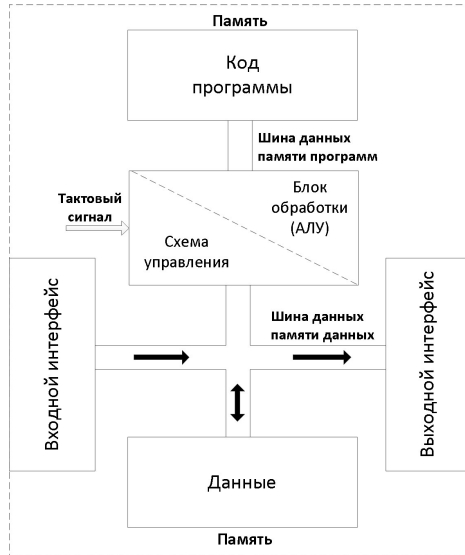 Память
Код
программы
Шина данных
памяти программ
Тактовый
сигнал
Блок
обработки
(АЛУ)
Схема
управления
Входной интерфейс
Шина данных
памяти данных
Выходной интерфейс
Данные
Память